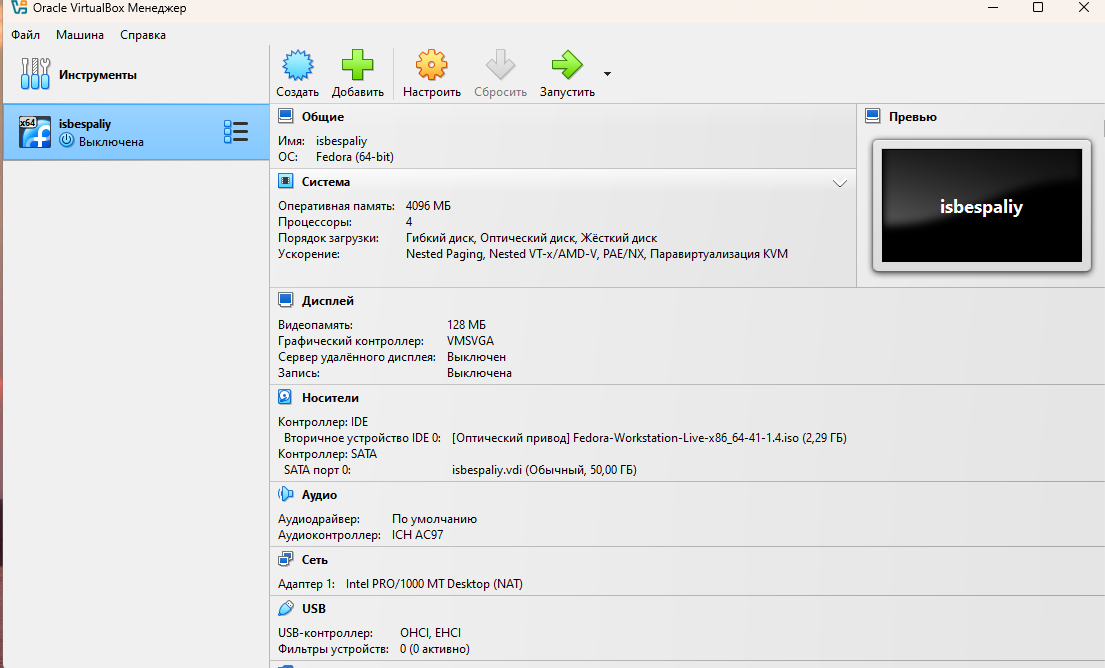 Oracle VirtualBox Менеджер
Файл Машина Справка
Инструменты
Создать Добавить Настроить Сбросить Запустить
x64
isbespaliy
Выключена
Общие
Имя: isbespaliy
ОС: Fedora (64-bit)
Система
Оперативная память: 4096 МБ
Процессоры: 4
Порядок загрузки: Гибкий диск, Оптический диск, Жёсткий диск
Ускорение: Nested Paging, Nested VT-x/AMD-V, PAE/NX, Паравиртуализация KVM
Превью
isbespaliy
Дисплей
Видеопамять: 128 МБ
Графический контроллер: VMSVGA
Сервер удалённого дисплея: Выключен
Запись: Выключена
Носители
Контроллер: IDE
Вторичное устройство IDE 0: [Оптический привод] Fedora-Workstation-Live-x86_64-41-1.4.iso (2,29 ГБ)
Контроллер: SATA
SATA порт 0: isbespaliy.vdi (Обычный, 50,00 ГБ)
Аудио
Аудиодрайвер: По умолчанию
Аудиоконтроллер: ICH AC97
Сеть
Адаптер 1: Intel PRO/1000 MT Desktop (NAT)
USB
USB-контроллер: OHCI, EHCI
Фильтры устройств: 0 (0 активно)